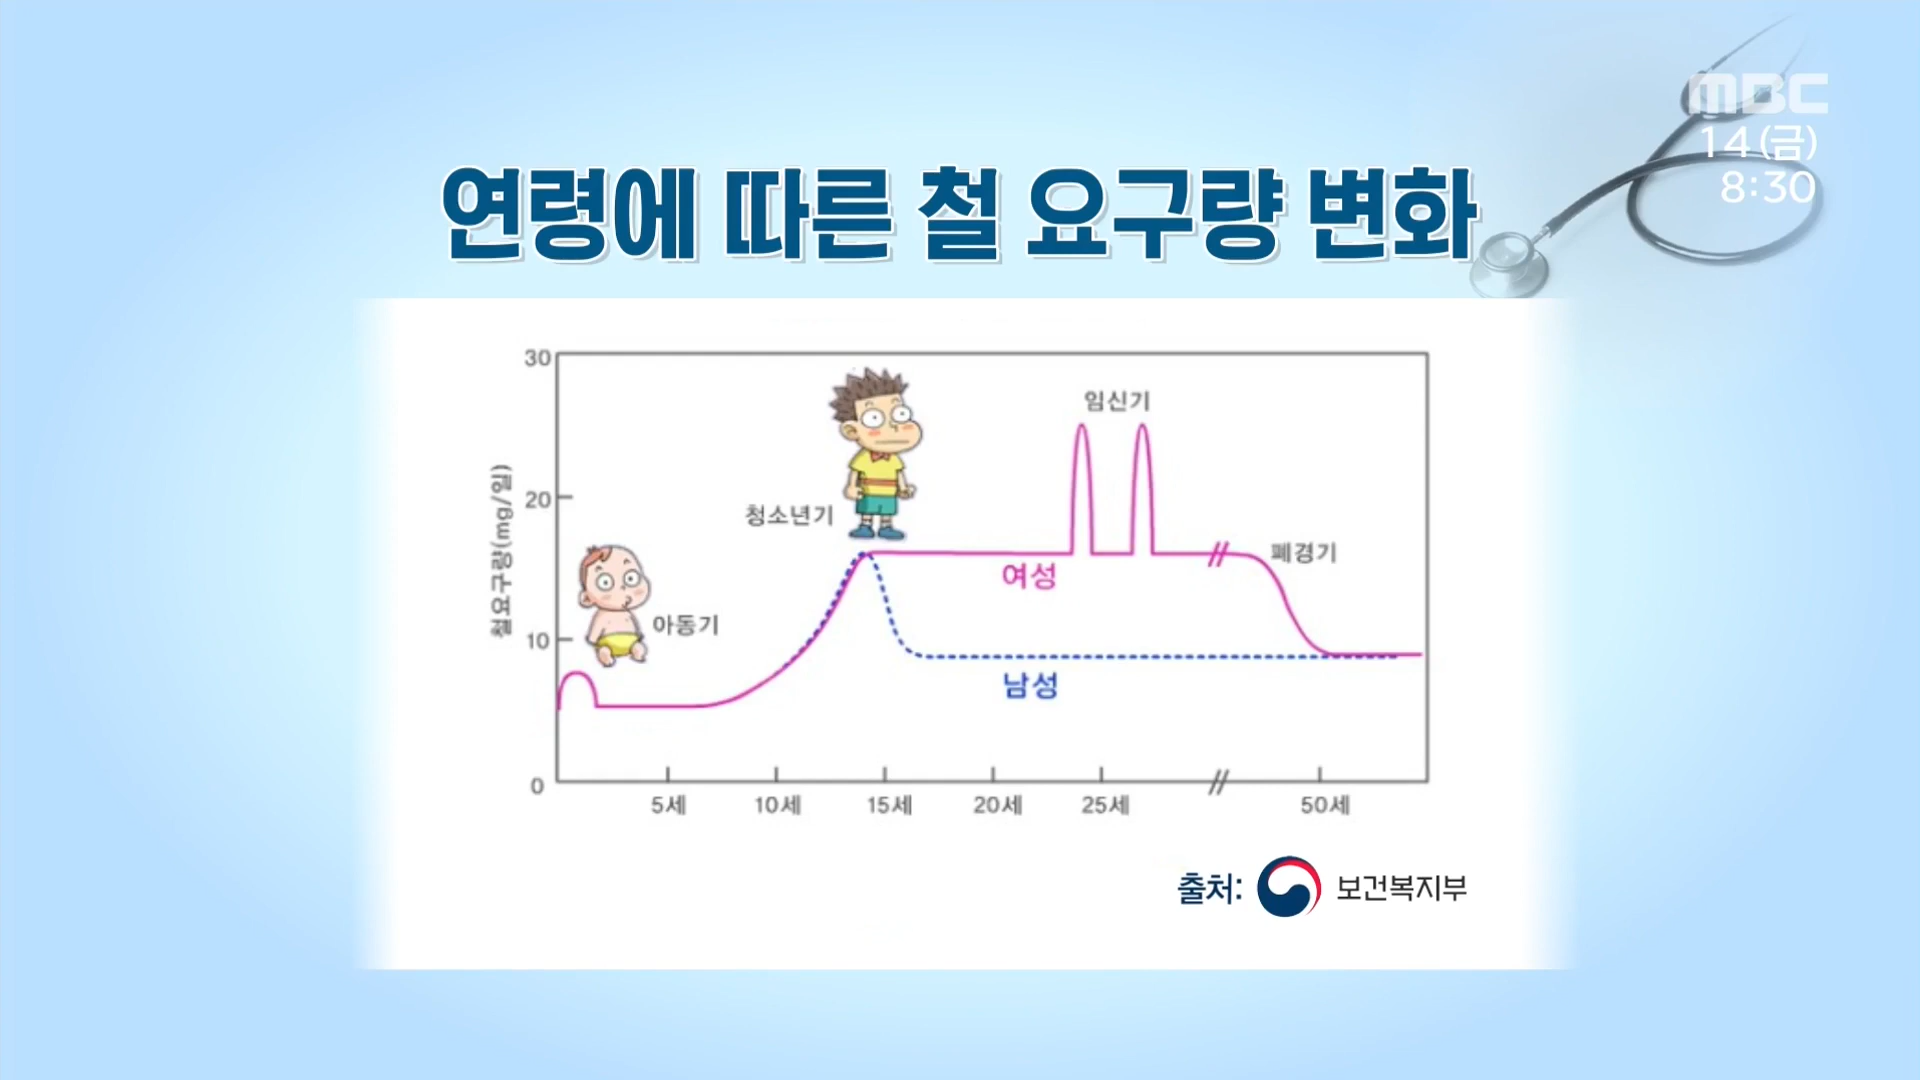 MBC
14(금)
8:30
연령에 따른 철 요구량 변화
철요구량(mg/일)
30
20
10
0
아동기
청소년기
임신기
폐경기
여성
남성
5세 10세 15세 20세 25세 50세
출처: 보건복지부